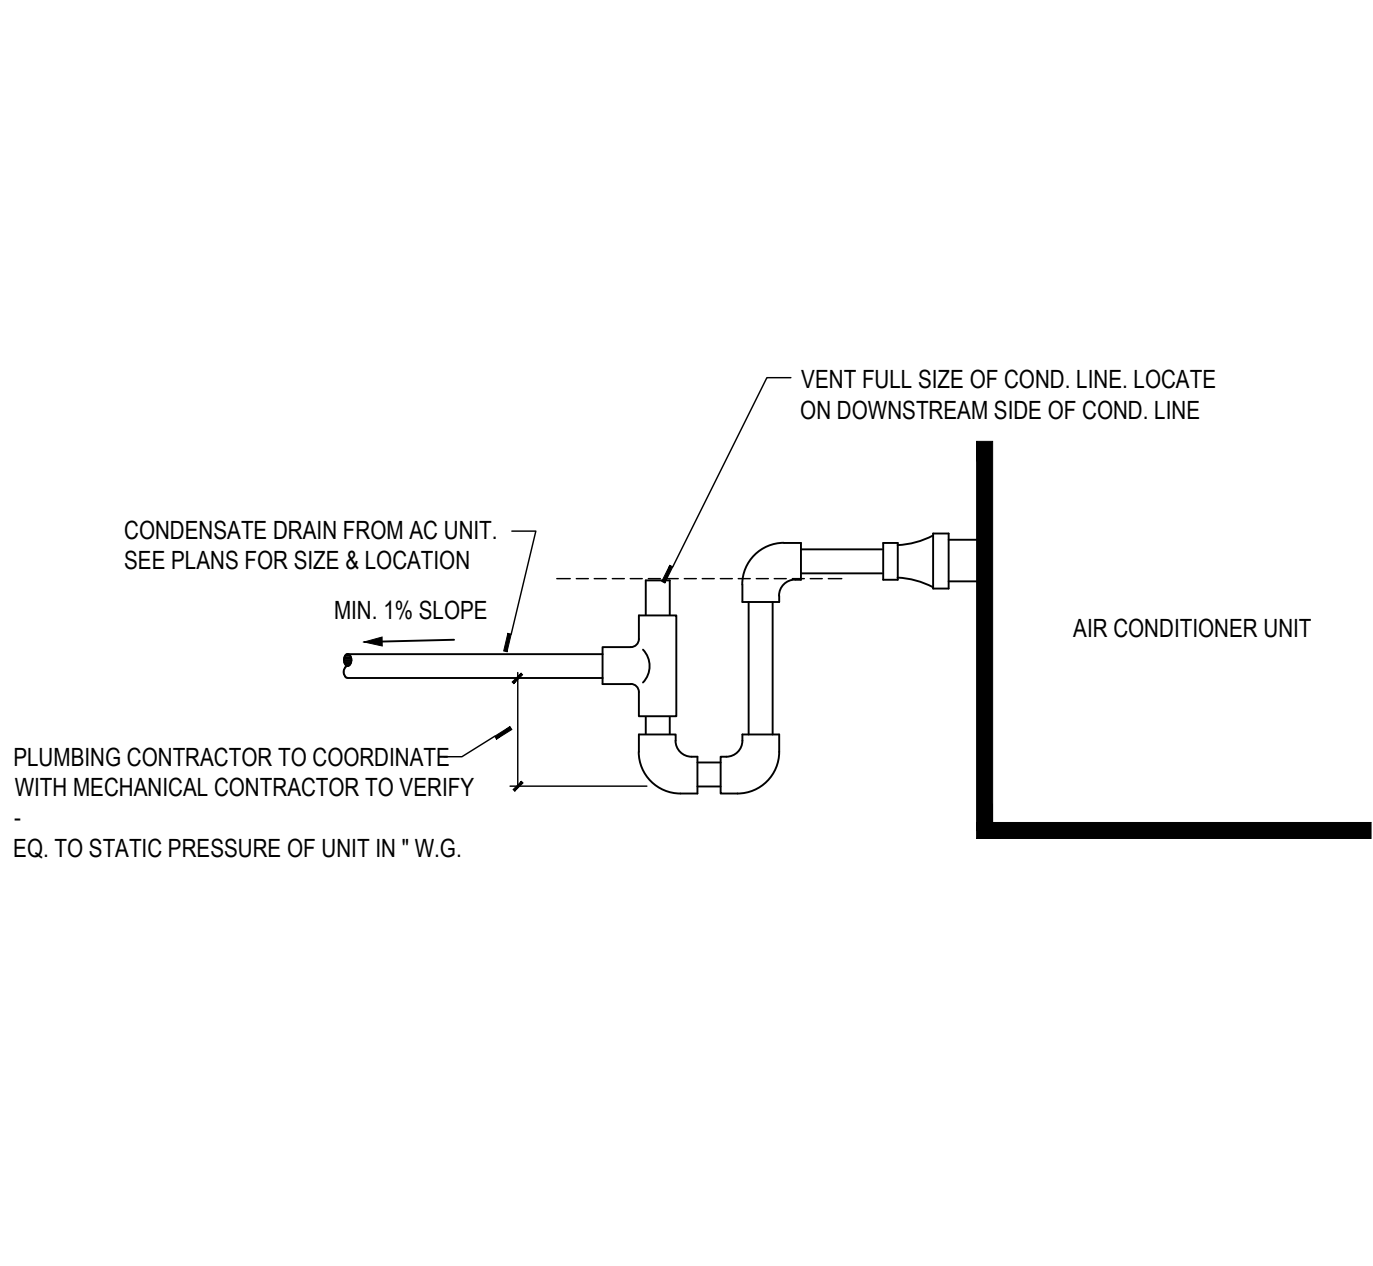 VENT FULL SIZE OF COND. LINE. LOCATE
ON DOWNSTREAM SIDE OF COND. LINE
CONDENSATE DRAIN FROM AC UNIT.
SEE PLANS FOR SIZE & LOCATION
MIN. 1% SLOPE
AIR CONDITIONER UNIT
PLUMBING CONTRACTOR TO COORDINATE
WITH MECHANICAL CONTRACTOR TO VERIFY
-
EQ. TO STATIC PRESSURE OF UNIT IN " W.G.